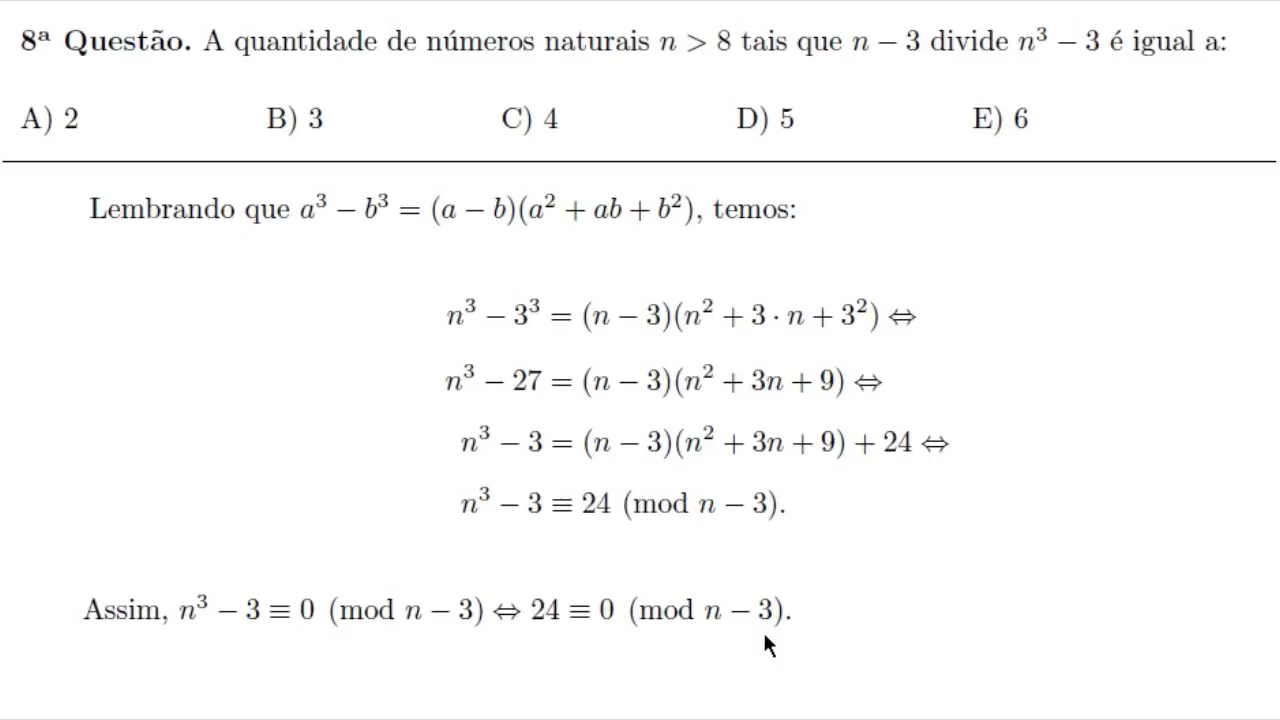 8ª Questão. A quantidade de números naturais n > 8 tais que n − 3 divide n³ − 3 é igual a:
A) 2 B) 3 C) 4 D) 5 E) 6
Lembrando que a³ − b³ = (a − b)(a² + ab + b²), temos:
n³ − 3³ = (n − 3)(n² + 3 · n + 3²) ⇔
n³ − 27 = (n − 3)(n² + 3n + 9) ⇔
n³ − 3 = (n − 3)(n² + 3n + 9) + 24 ⇔
n³ − 3 ≡ 24 (mod n − 3).
Assim, n³ − 3 ≡ 0 (mod n − 3) ⇔ 24 ≡ 0 (mod n − 3).